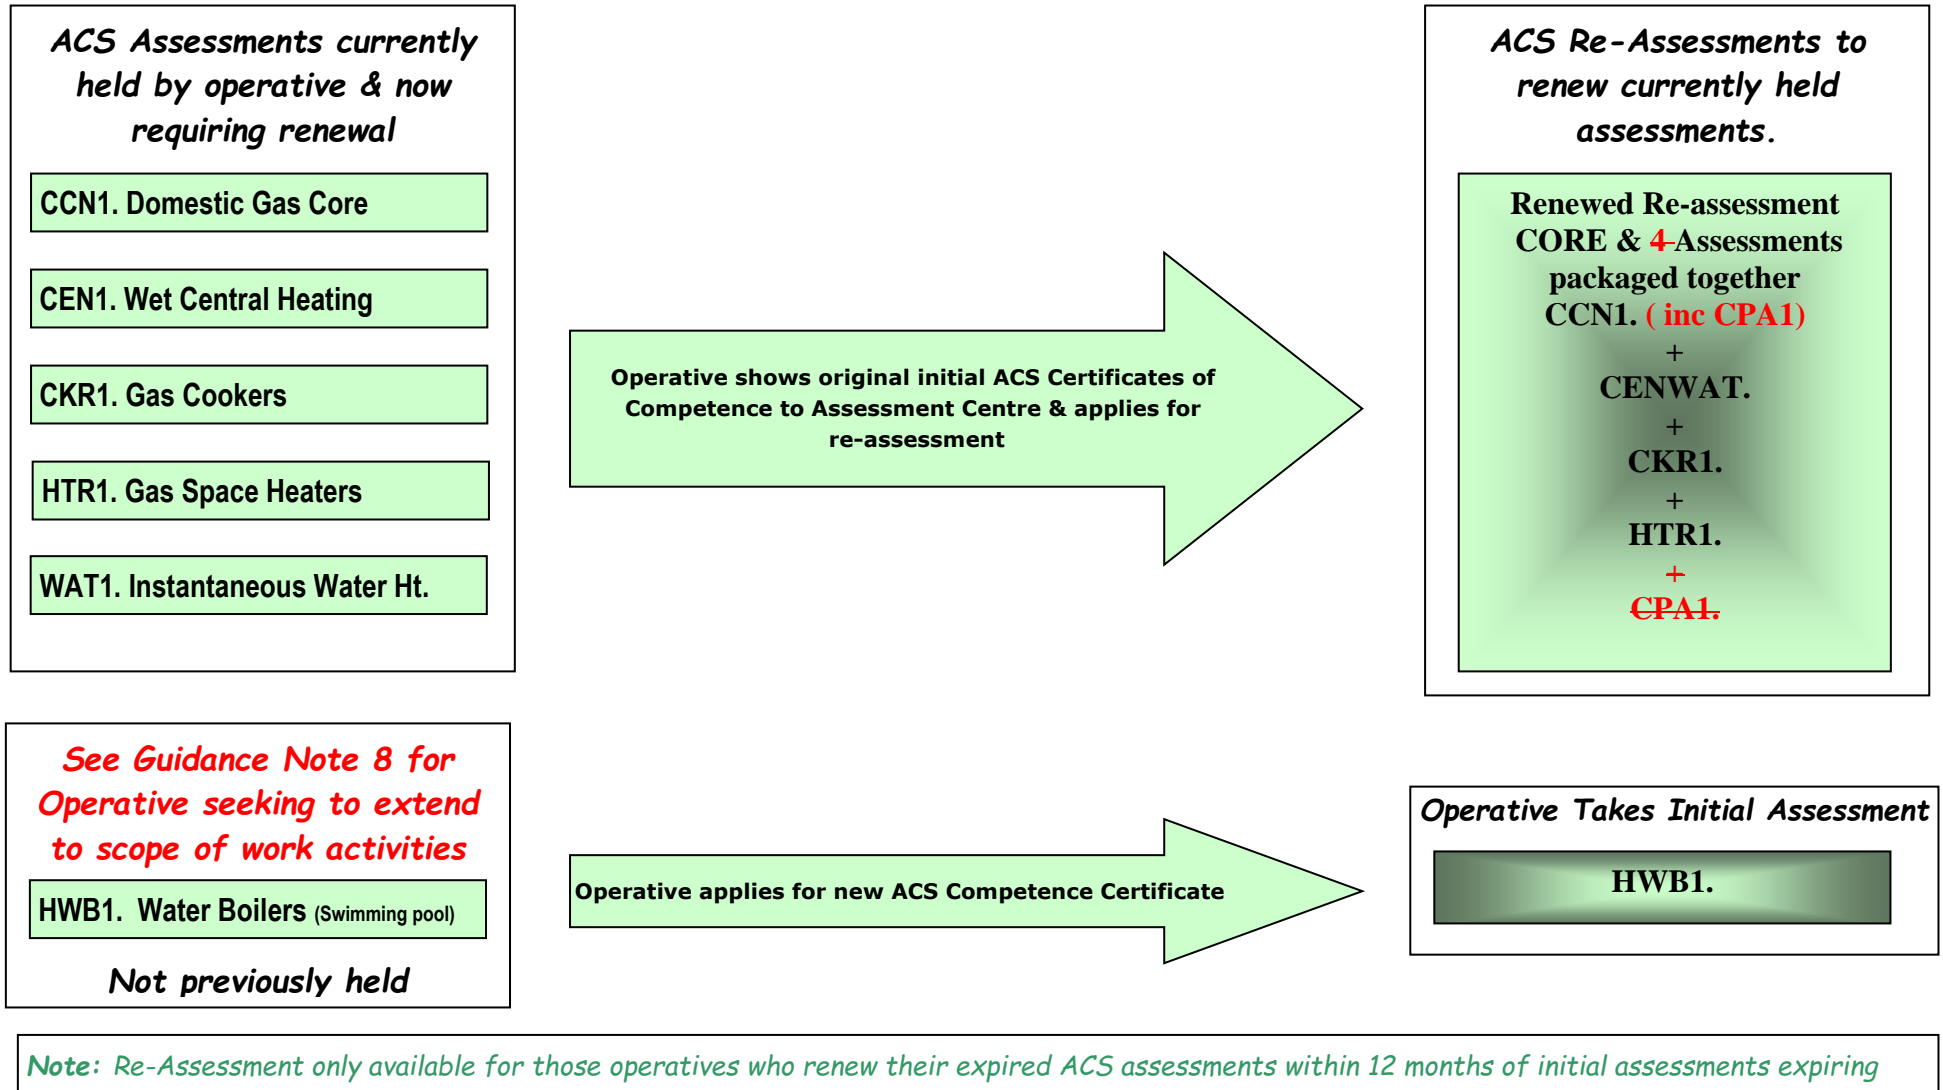 ACS Assessments currently
held by operative & now
requiring renewal
CCN1. Domestic Gas Core
CEN1. Wet Central Heating
CKR1. Gas Cookers
HTR1. Gas Space Heaters
WAT1. Instantaneous Water Ht.
Operative shows original initial ACS Certificates of
Competence to Assessment Centre & applies for
re-assessment
ACS Re-Assessments to
renew currently held
assessments.
Renewed Re-assessment
CORE & 4 Assessments
packaged together
CCN1. ( inc CPA1)
+
CENWAT.
+
CKR1.
+
HTR1.
+
CPA1.
See Guidance Note 8 for
Operative seeking to extend
to scope of work activities
HWB1. Water Boilers (Swimming pool)
Not previously held
Operative applies for new ACS Competence Certificate
Operative Takes Initial Assessment
HWB1.
Note: Re-Assessment only available for those operatives who renew their expired ACS assessments within 12 months of initial assessments expiring